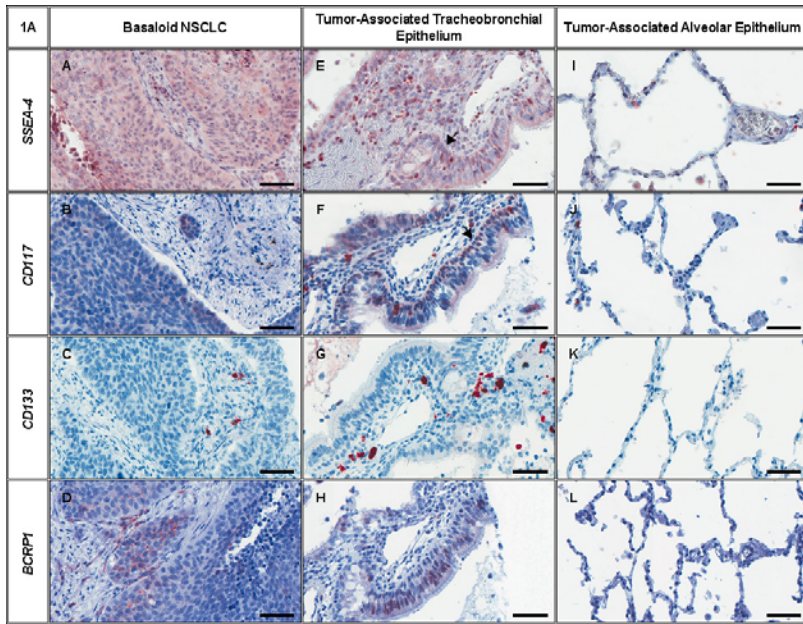 1A
Basaloid NSCLC
Tumor-Associated Tracheobronchial
Epithelium
Tumor-Associated Alveolar Epithelium
SSEA-4
A
E
I
CD117
B
F
J
CD133
C
G
K
BCRP1
D
H
L